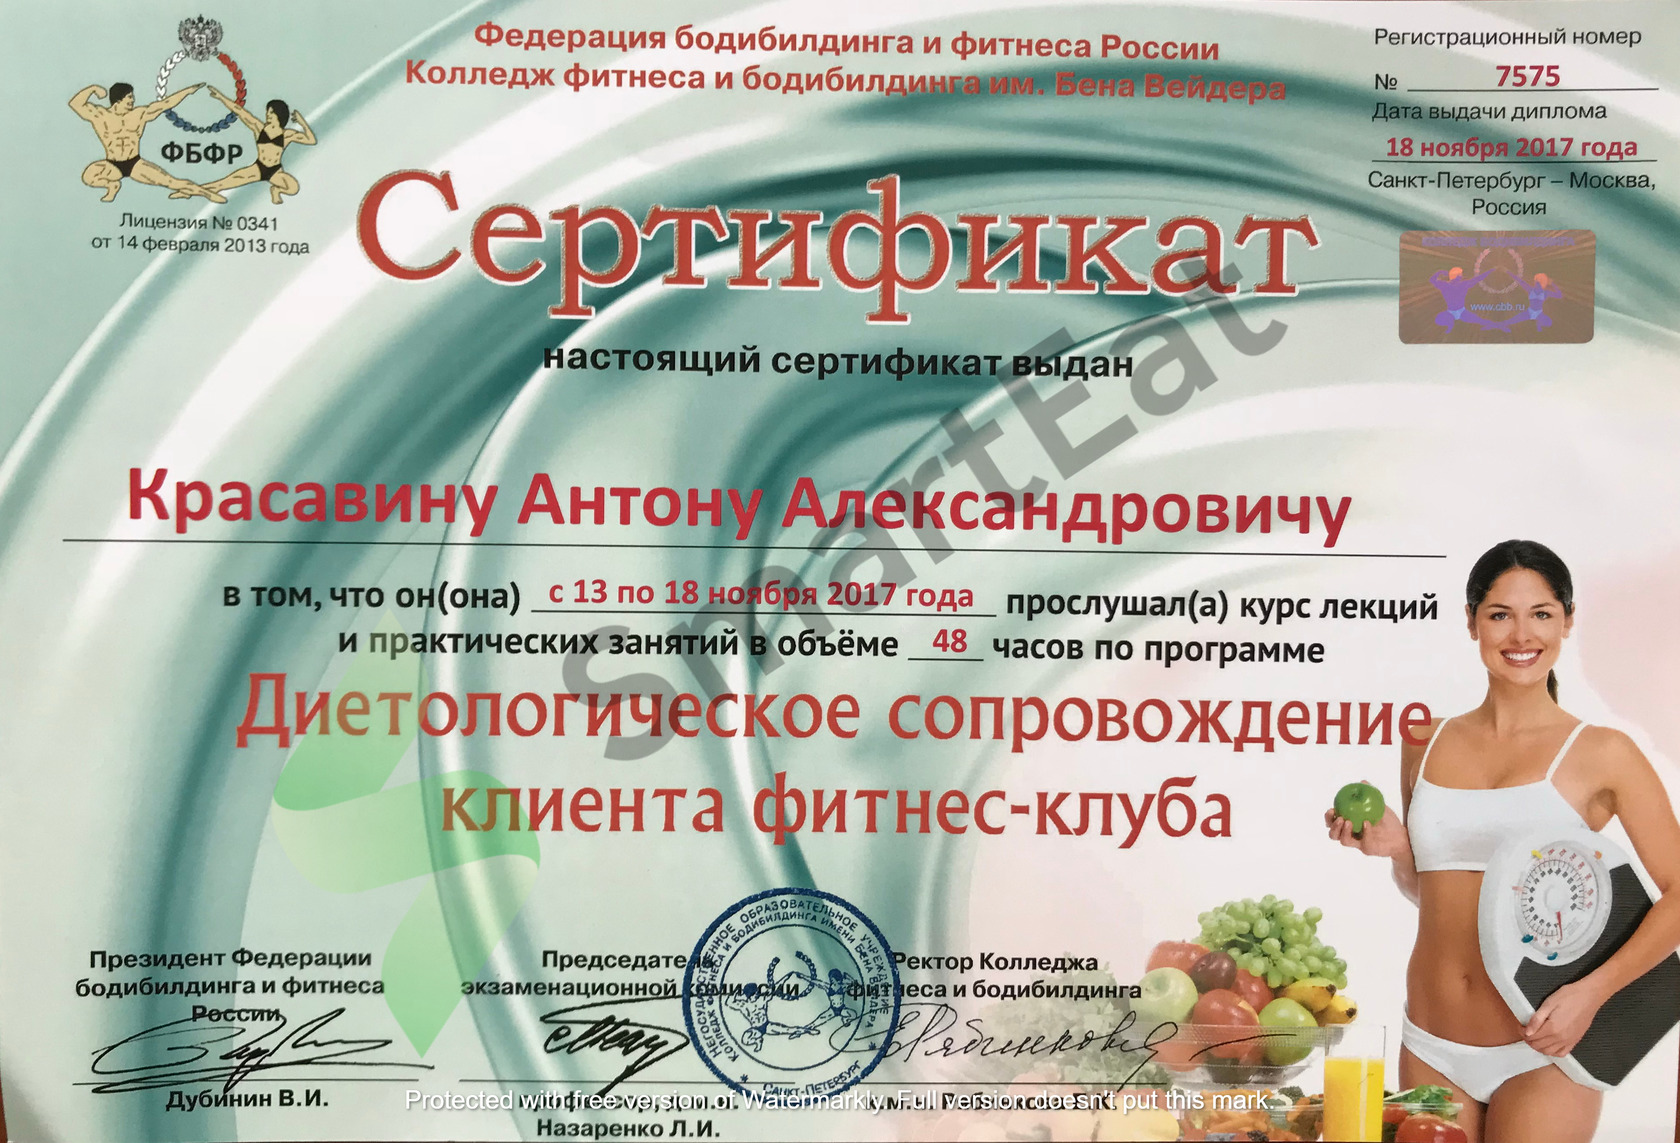 Федерация бодибилдинга и фитнеса России
Колледж фитнеса и бодибилдинга им. Бена Вейдера
ФБФР
Лицензия № 0341
от 14 февраля 2013 года
Регистрационный номер
№ 7575
Дата выдачи диплома
18 ноября 2017 года
Санкт-Петербург – Москва,
Россия
www.cbb.ru
Сертификат
настоящий сертификат выдан
Красавину Антону Александровичу
в том, что он(она) с 13 по 18 ноября 2017 года прослушал(а) курс лекций
и практических занятий в объёме 48 часов по программе
Диетологическое сопровождение
клиента фитнес-клуба
SmartEat
Президент Федерации
бодибилдинга и фитнеса
России
Дубинин В.И.
Председатель
экзаменационной комиссии
Назаренко Л.И.
Ректор Колледжа
фитнеса и бодибилдинга
НЕГОСУДАРСТВЕННОЕ ОБРАЗОВАТЕЛЬНОЕ УЧРЕЖДЕНИЕ
КОЛЛЕДЖ ФИТНЕСА И БОДИБИЛДИНГА ИМЕНИ БЕНА ВЕЙДЕРА
САНКТ-ПЕТЕРБУРГ
Protected with free version of Watermarkly. Full version doesn't put this mark.